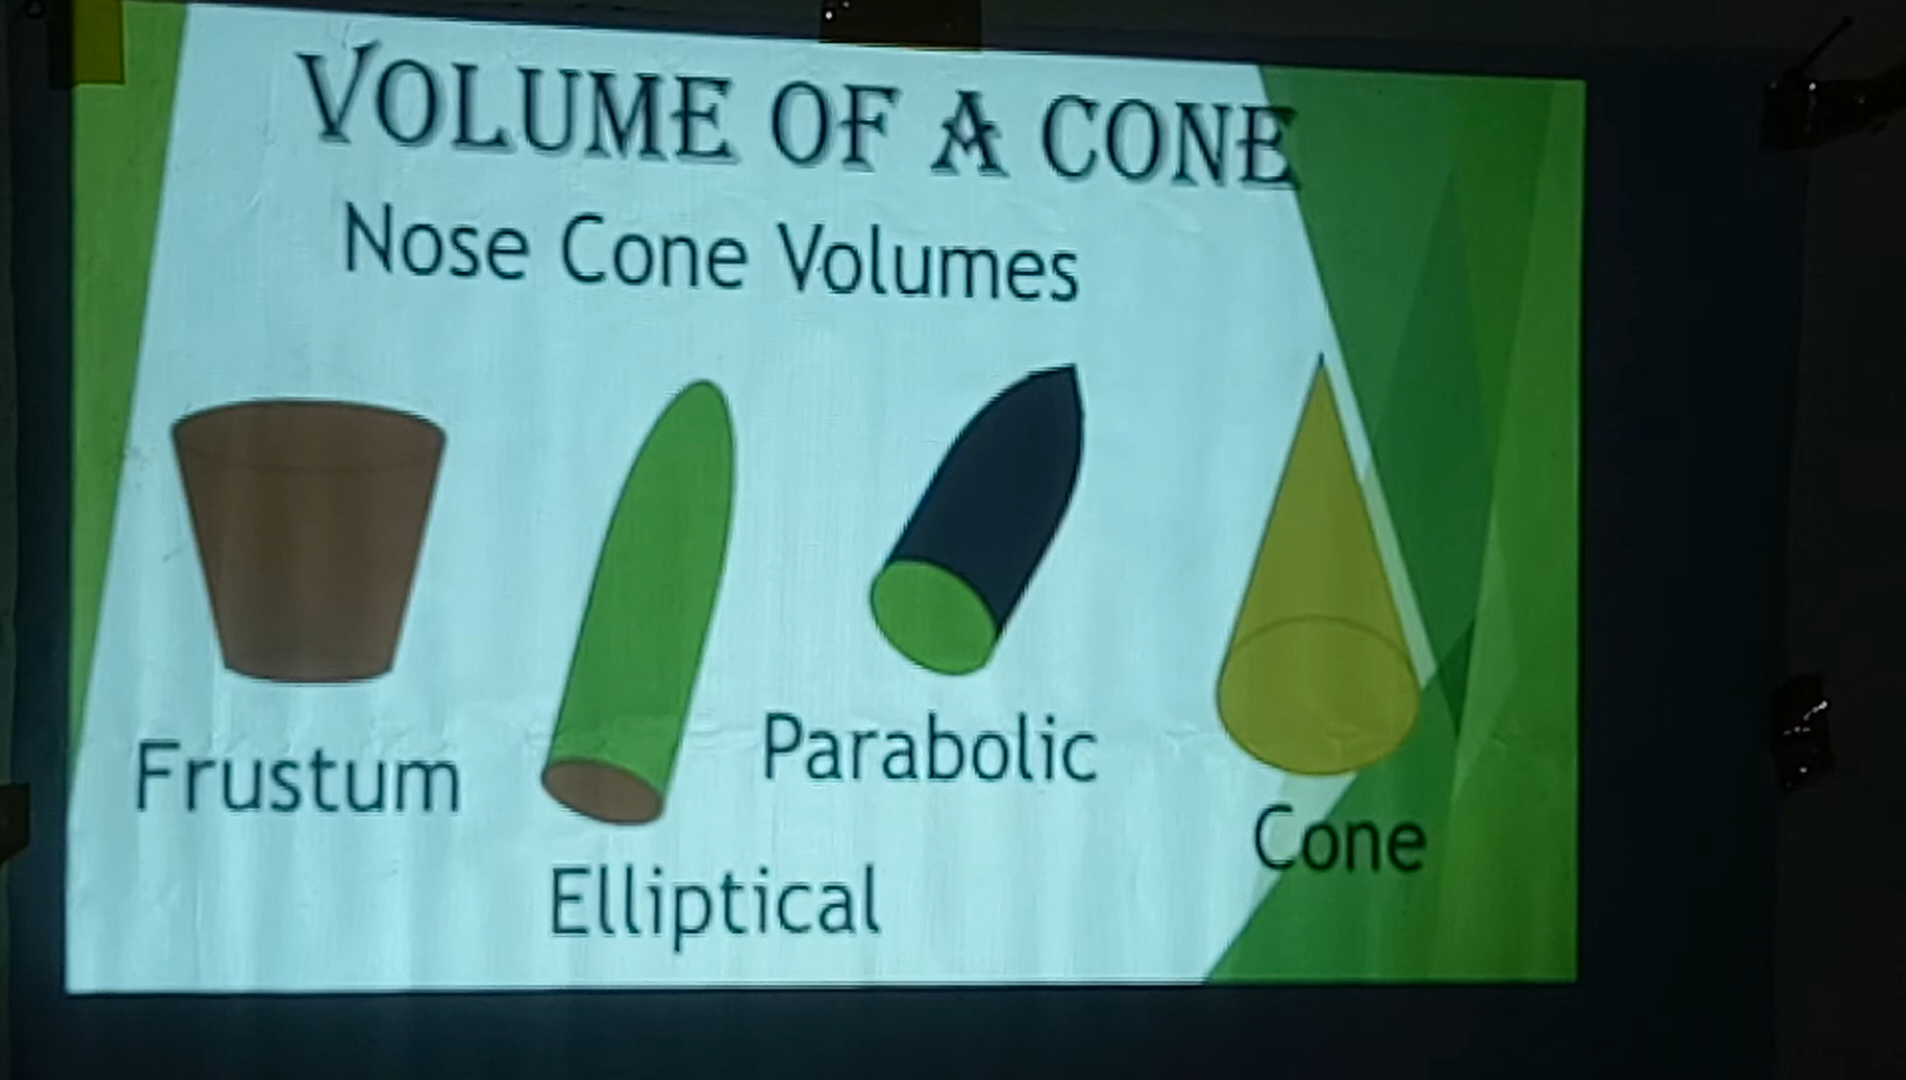 VOLUME OF A CONE
Nose Cone Volumes
Frustum
Elliptical
Parabolic
Cone